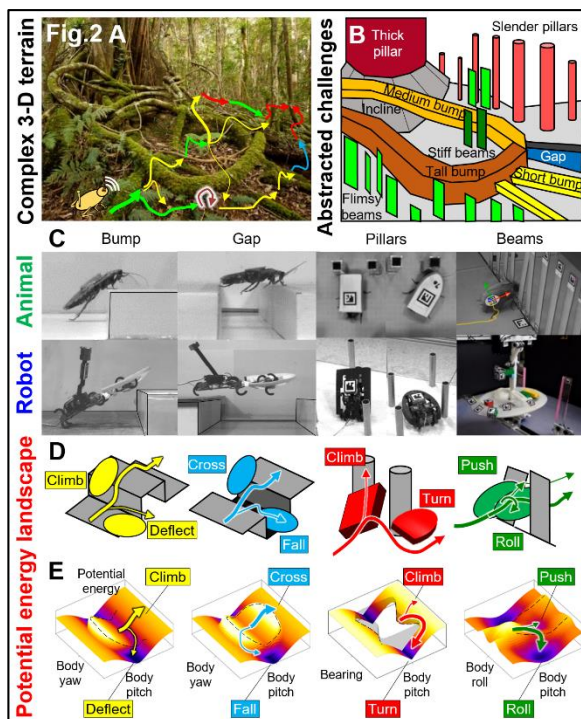 Fig.2 A
Complex 3-D terrain
B
Abstracted challenges
Thick
pillar
Slender pillars
Medium bump
Incline
Stiff beams
Gap
Tall bump
Short bump
Flimsy
beams
C
Bump
Gap
Pillars
Beams
Animal
Robot
Potential energy landscape
D
Climb
Deflect
Cross
Fall
Climb
Turn
Push
Roll
E
Potential
energy
Climb
Body
yaw
Body
pitch
Deflect
Cross
Body
yaw
Body
pitch
Fall
Climb
Bearing
Body
pitch
Turn
Push
Body
roll
Body
pitch
Roll